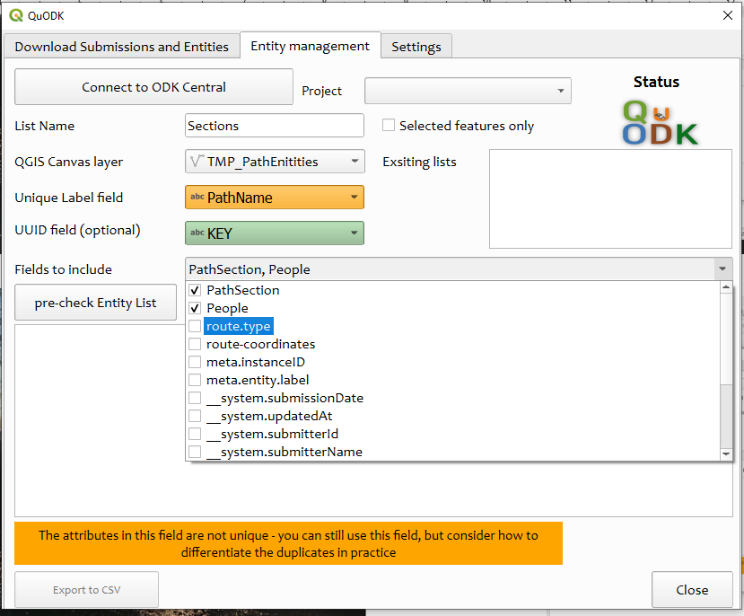 QuODK
Download Submissions and Entities
Entity management
Settings
Connect to ODK Central
Project
Status
QU
ODK
List Name
Sections
Selected features only
QGIS Canvas layer
TMP_PathEnitities
Exsiting lists
Unique Label field
abc PathName
UUID field (optional)
abc KEY
Fields to include
PathSection, People
pre-check Entity List
PathSection
People
route.type
route-coordinates
meta.instanceID
meta.entity.label
__system.submissionDate
__system.updatedAt
__system.submitterId
__system.submitterName
The attributes in this field are not unique - you can still use this field, but consider how to
differentiate the duplicates in practice
Export to CSV
Close